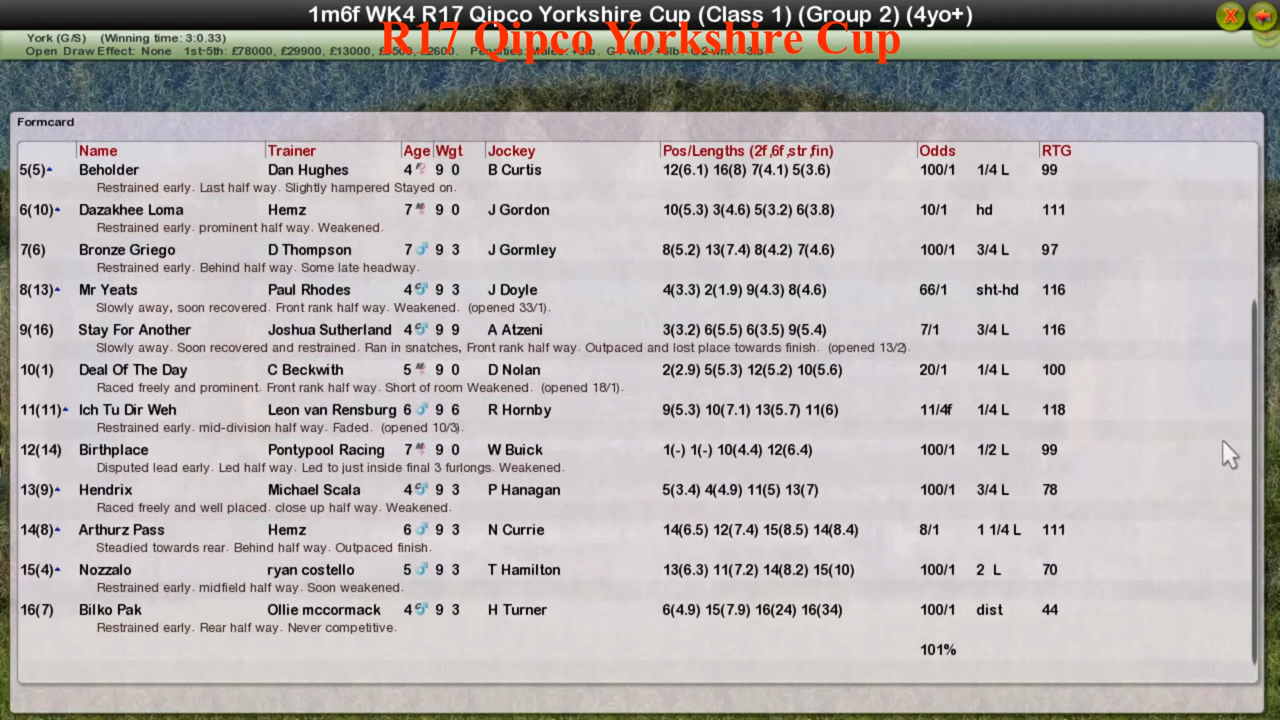 1m6f WK4 R17 Qipco Yorkshire Cup (Class 1) (Group 2) (4yo+)
R17 Qipco Yorkshire Cup
York (G/S) (Winning time: 3:0.33)
Open Draw Effect: None 1st-5th: £78000, £29900, £13000,
Formcard
Name Trainer Age Wgt Jockey Pos/Lengths (2f,6f,str,fin) Odds RTG
5(5) Beholder Dan Hughes 4 9 0 B Curtis 12(6.1) 16(8) 7(4.1) 5(3.6) 100/1 1/4 L 99
Restrained early. Last half way. Slightly hampered Stayed on.
6(10) Dazakhee Loma Hemz 7 9 0 J Gordon 10(5.3) 3(4.6) 5(3.2) 6(3.8) 10/1 hd 111
Restrained early. prominent half way. Weakened.
7(6) Bronze Griego D Thompson 7 9 3 J Gormley 8(5.2) 13(7.4) 8(4.2) 7(4.6) 100/1 3/4 L 97
Restrained early. Behind half way. Some late headway.
8(13) Mr Yeats Paul Rhodes 4 9 3 J Doyle 4(3.3) 2(1.9) 9(4.3) 8(4.6) 66/1 sht-hd 116
Slowly away, soon recovered. Front rank half way. Weakened. (opened 33/1).
9(16) Stay For Another Joshua Sutherland 4 9 9 A Atzeni 3(3.2) 6(5.5) 6(3.5) 9(5.4) 7/1 3/4 L 116
Slowly away. Soon recovered and restrained. Ran in snatches, Front rank half way. Outpaced and lost place towards finish. (opened 13/2).
10(1) Deal Of The Day C Beckwith 5 9 0 D Nolan 2(2.9) 5(5.3) 12(5.2) 10(5.6) 20/1 1/4 L 100
Raced freely and prominent. Front rank half way. Short of room Weakened. (opened 18/1).
11(11) Ich Tu Dir Weh Leon van Rensburg 6 9 6 R Hornby 9(5.3) 10(7.1) 13(5.7) 11(6) 11/4f 1/4 L 118
Restrained early. mid-division half way. Faded. (opened 10/3).
12(14) Birthplace Pontypool Racing 7 9 0 W Buick 1(-) 1(-) 10(4.4) 12(6.4) 100/1 1/2 L 99
Disputed lead early. Led half way. Led to just inside final 3 furlongs. Weakened.
13(9) Hendrix Michael Scala 4 9 3 P Hanagan 5(3.4) 4(4.9) 11(5) 13(7) 100/1 3/4 L 78
Raced freely and well placed. close up half way. Weakened.
14(8) Arthurz Pass Hemz 6 9 3 N Currie 14(6.5) 12(7.4) 15(8.5) 14(8.4) 8/1 1 1/4 L 111
Steadied towards rear. Behind half way. Outpaced finish.
15(4) Nozzalo ryan costello 5 9 3 T Hamilton 13(6.3) 11(7.2) 14(8.2) 15(10) 100/1 2 L 70
Restrained early. midfield half way. Soon weakened.
16(7) Bilko Pak Ollie mccormack 4 9 3 H Turner 6(4.9) 15(7.9) 16(24) 16(34) 100/1 dist 44
Restrained early. Rear half way. Never competitive.
101%